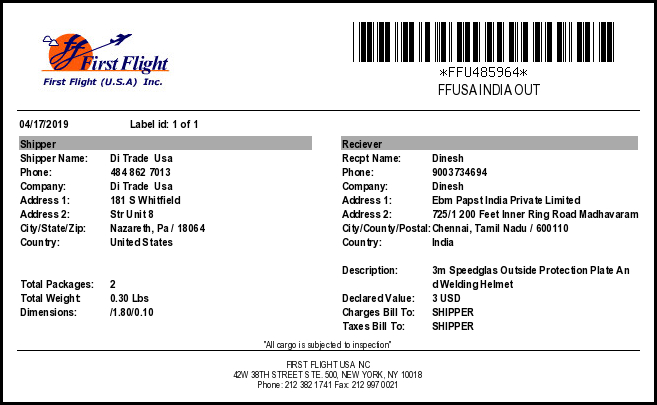 First Flight
First Flight (U.S.A) Inc.
*FFU485964*
FFUSA INDIA OUT
04/17/2019 Label id: 1 of 1
Shipper
Shipper Name: Di Trade Usa
Phone: 484 862 7013
Company: Di Trade Usa
Address 1: 181 S Whitfield
Address 2: Str Unit 8
City/State/Zip: Nazareth, Pa / 18064
Country: United States
Total Packages: 2
Total Weight: 0.30 Lbs
Dimensions: /1.80/0.10
Reciever
Recpt Name: Dinesh
Phone: 9003734694
Company: Dinesh
Address 1: Ebm Papst India Private Limited
Address 2: 725/1 200 Feet Inner Ring Road Madhavaram
City/County/Postal: Chennai, Tamil Nadu / 600110
Country: India
Description: 3m Speedglas Outside Protection Plate An
d Welding Helmet
Declared Value: 3 USD
Charges Bill To: SHIPPER
Taxes Bill To: SHIPPER
"All cargo is subjected to inspection"
FIRST FLIGHT USA INC
42W 38TH STREET STE. 500, NEW YORK, NY 10018
Phone: 212 382 1741 Fax: 212 997 0021